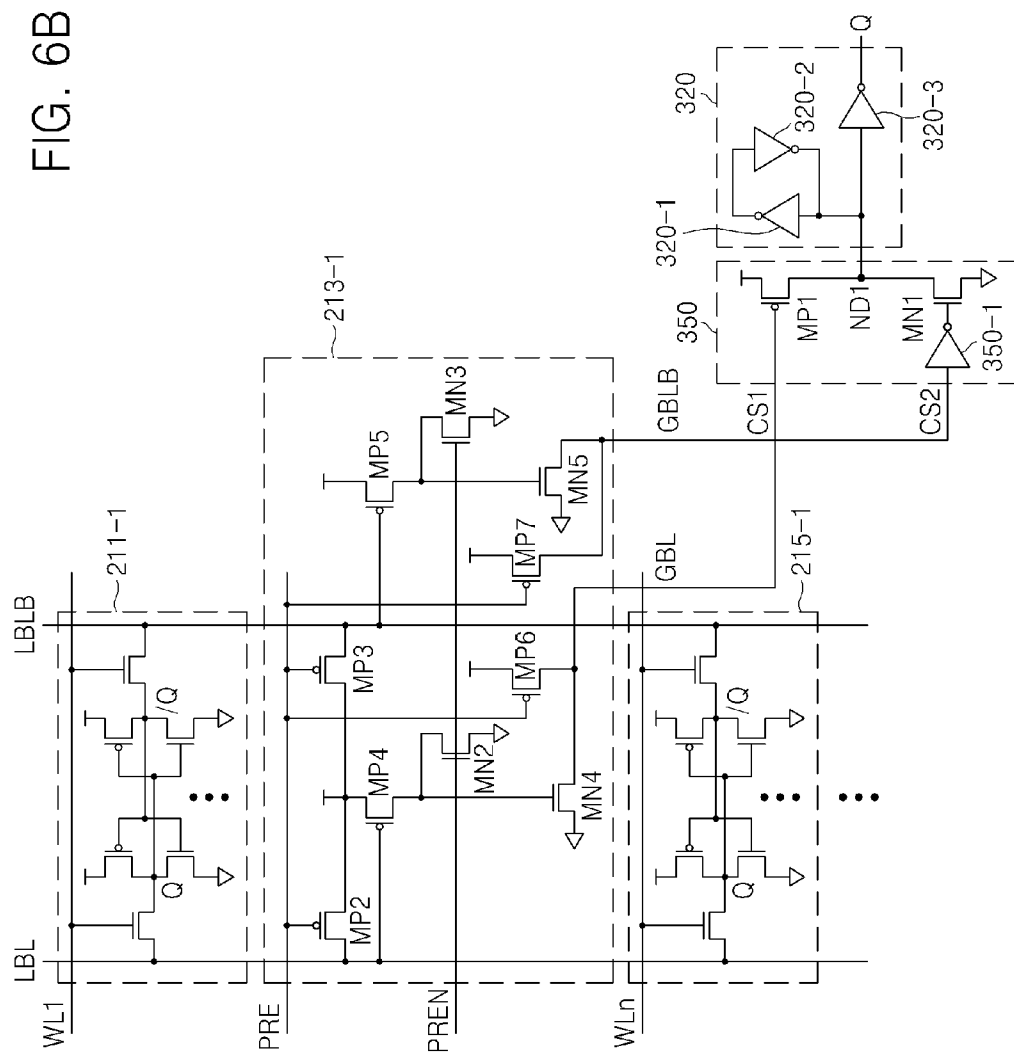 FIG. 6B
LBL
LBLB
211-1
WL1
Q
/Q
213-1
PRE
MP2
MP3
MP4
MP5
MN3
PREN
MN2
MP6
MP7
MN4
MN5
WLn
GBL
GBLB
215-1
Q
/Q
350
CS1
MP1
ND1
MN1
CS2
350-1
320
320-1
320-2
320-3
Q